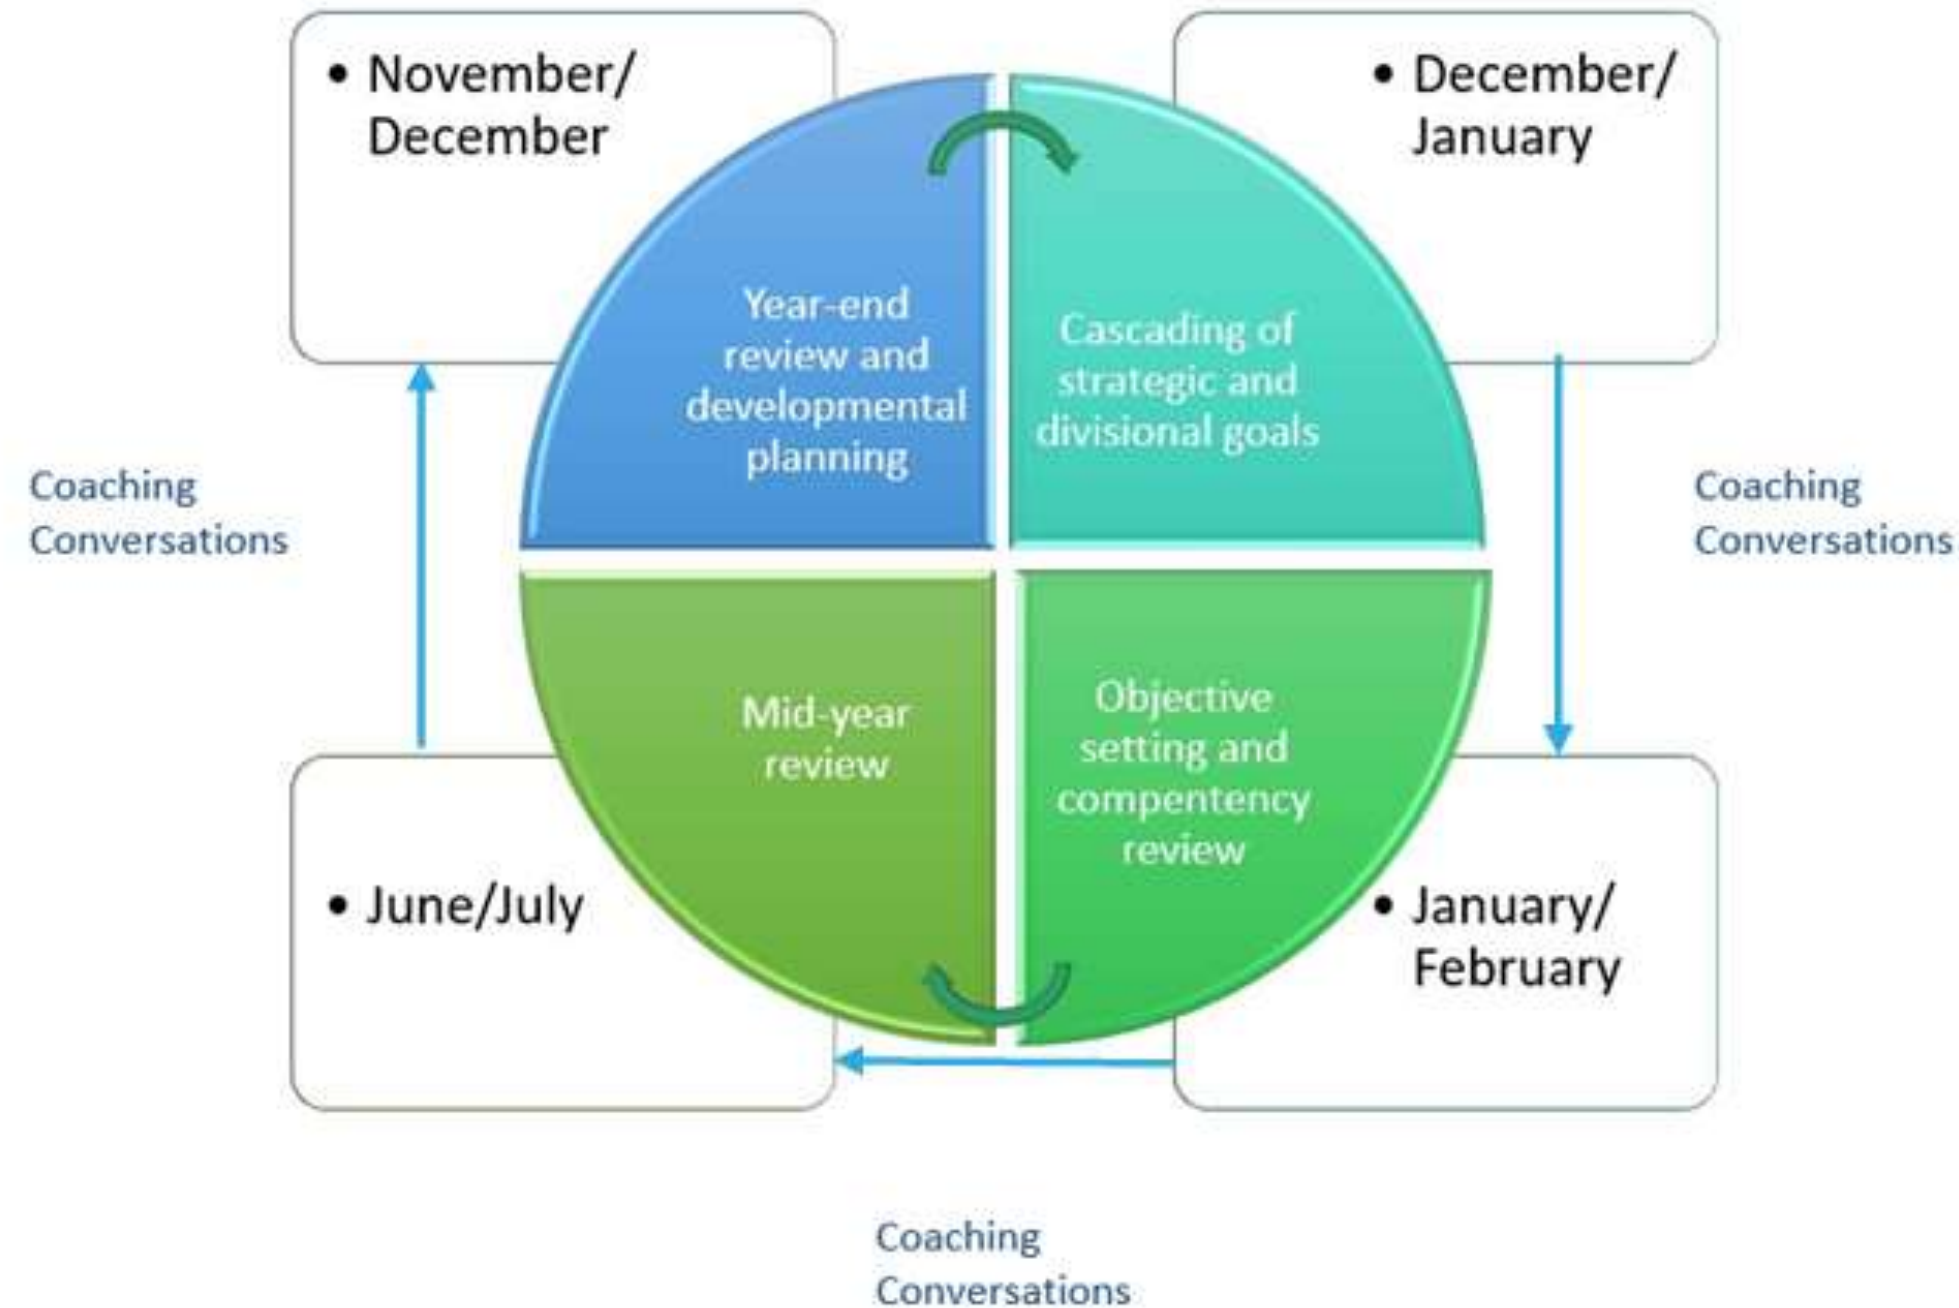 • November/
December
• December/
January
Year-end
review and
developmental
planning
Cascading of
strategic and
divisional goals
Coaching
Conversations
Coaching
Conversations
Mid-year
review
Objective
setting and
compentency
review
• June/July
• January/
February
Coaching
Conversations